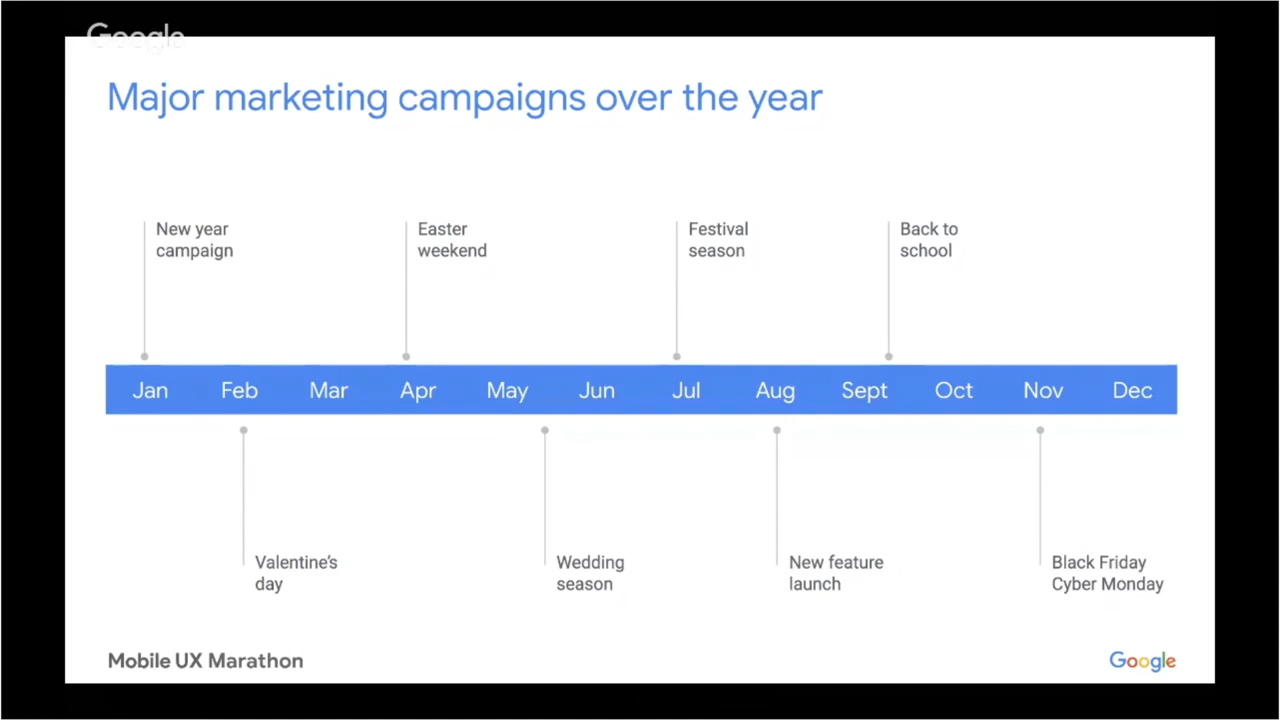 Google
Major marketing campaigns over the year
New year
campaign
Easter
weekend
Festival
season
Back to
school
Jan Feb Mar Apr May Jun Jul Aug Sept Oct Nov Dec
Valentine's
day
Wedding
season
New feature
launch
Black Friday
Cyber Monday
Mobile UX Marathon
Google